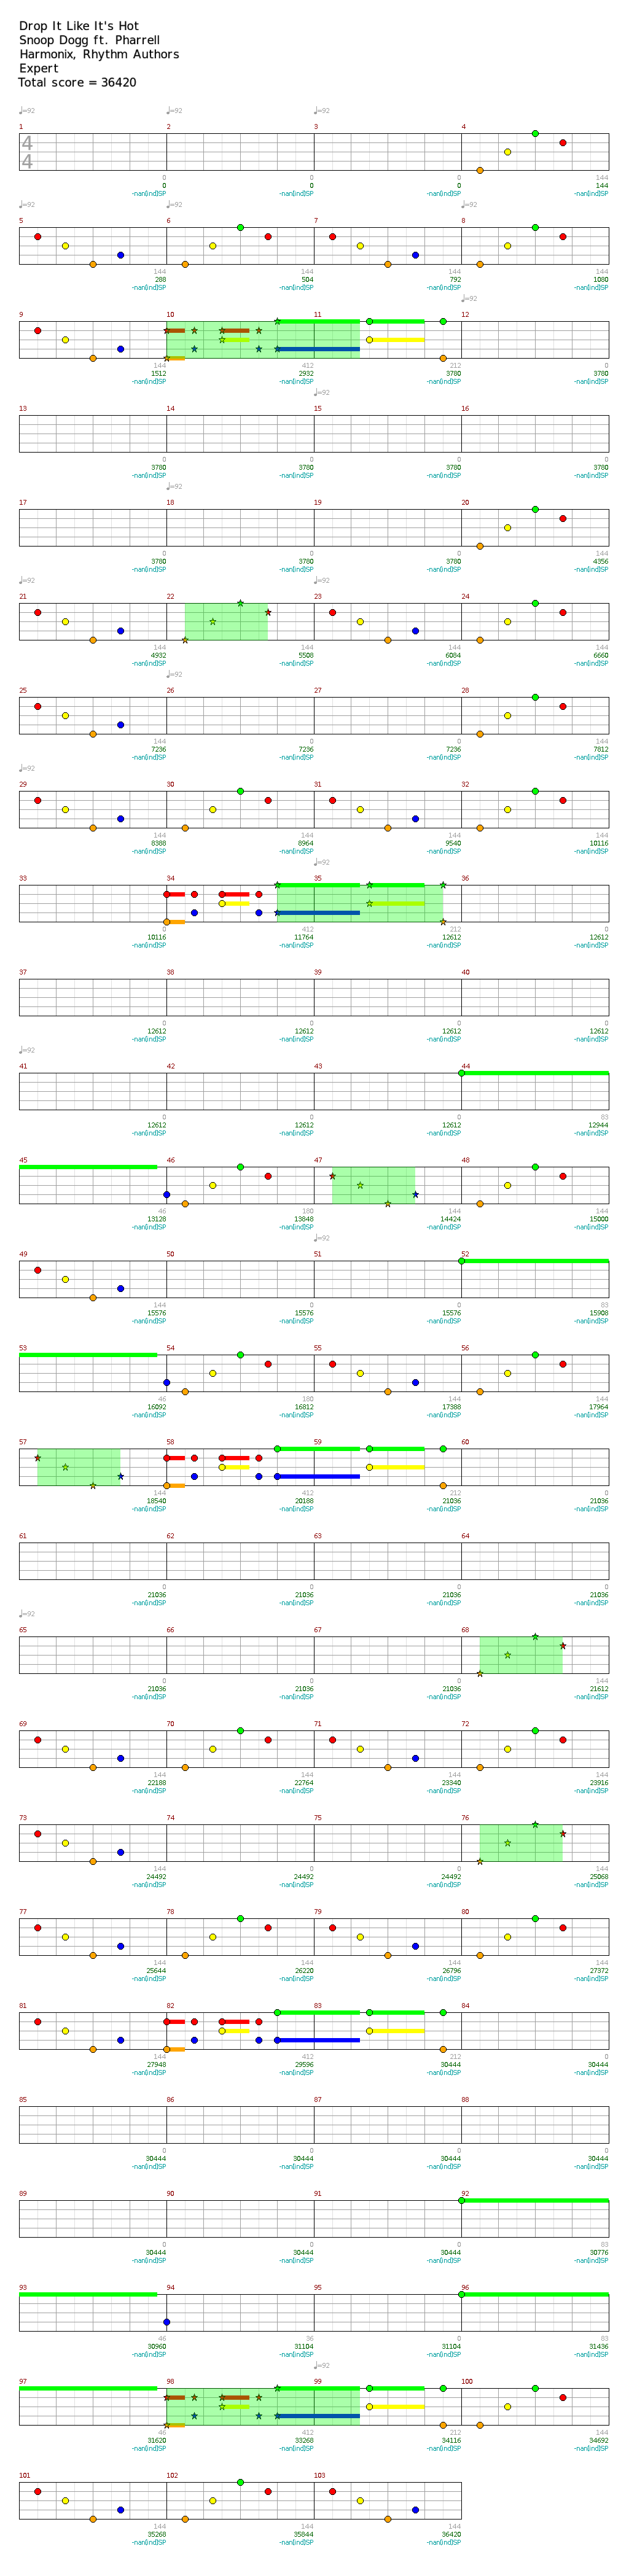 Drop It Like It's Hot
Snoop Dogg ft. Pharrell
Harmonix, Rhythm Authors
Expert
Total score = 36420
♩=92 ♩=92 ♩=92
1 2 3 4
4
4
0 0 0 144
0 0 0 144
-nan(ind)SP -nan(ind)SP -nan(ind)SP -nan(ind)SP
♩=92 ♩=92 ♩=92
5 6 7 8
144 144 144 144
288 504 792 1080
-nan(ind)SP -nan(ind)SP -nan(ind)SP -nan(ind)SP
♩=92
9 10 11 12
144 412 212 0
1512 2932 3780 3780
-nan(ind)SP -nan(ind)SP -nan(ind)SP -nan(ind)SP
♩=92
13 14 15 16
0 0 0 0
3780 3780 3780 3780
-nan(ind)SP -nan(ind)SP -nan(ind)SP -nan(ind)SP
♩=92
17 18 19 20
0 0 0 144
3780 3780 3780 4356
-nan(ind)SP -nan(ind)SP -nan(ind)SP -nan(ind)SP
♩=92 ♩=92
21 22 23 24
144 144 144 144
4932 5508 6084 6660
-nan(ind)SP -nan(ind)SP -nan(ind)SP -nan(ind)SP
♩=92
25 26 27 28
144 0 0 144
7236 7236 7236 7812
-nan(ind)SP -nan(ind)SP -nan(ind)SP -nan(ind)SP
♩=92
29 30 31 32
144 144 144 144
8388 8964 9540 10116
-nan(ind)SP -nan(ind)SP -nan(ind)SP -nan(ind)SP
♩=92
33 34 35 36
0 412 212 0
10116 11764 12612 12612
-nan(ind)SP -nan(ind)SP -nan(ind)SP -nan(ind)SP
37 38 39 40
0 0 0 0
12612 12612 12612 12612
-nan(ind)SP -nan(ind)SP -nan(ind)SP -nan(ind)SP
♩=92
41 42 43 44
0 0 0 83
12612 12612 12612 12944
-nan(ind)SP -nan(ind)SP -nan(ind)SP -nan(ind)SP
45 46 47 48
46 180 144 144
13128 13848 14424 15000
-nan(ind)SP -nan(ind)SP -nan(ind)SP -nan(ind)SP
♩=92
49 50 51 52
144 0 0 83
15576 15576 15576 15908
-nan(ind)SP -nan(ind)SP -nan(ind)SP -nan(ind)SP
53 54 55 56
46 180 144 144
16092 16812 17388 17964
-nan(ind)SP -nan(ind)SP -nan(ind)SP -nan(ind)SP
57 58 59 60
144 412 212 0
18540 20188 21036 21036
-nan(ind)SP -nan(ind)SP -nan(ind)SP -nan(ind)SP
61 62 63 64
0 0 0 0
21036 21036 21036 21036
-nan(ind)SP -nan(ind)SP -nan(ind)SP -nan(ind)SP
♩=92
65 66 67 68
0 0 0 144
21036 21036 21036 21612
-nan(ind)SP -nan(ind)SP -nan(ind)SP -nan(ind)SP
69 70 71 72
144 144 144 144
22188 22764 23340 23916
-nan(ind)SP -nan(ind)SP -nan(ind)SP -nan(ind)SP
73 74 75 76
144 0 0 144
24492 24492 24492 25068
-nan(ind)SP -nan(ind)SP -nan(ind)SP -nan(ind)SP
77 78 79 80
144 144 144 144
25644 26220 26796 27372
-nan(ind)SP -nan(ind)SP -nan(ind)SP -nan(ind)SP
81 82 83 84
144 412 212 0
27948 29596 30444 30444
-nan(ind)SP -nan(ind)SP -nan(ind)SP -nan(ind)SP
85 86 87 88
0 0 0 0
30444 30444 30444 30444
-nan(ind)SP -nan(ind)SP -nan(ind)SP -nan(ind)SP
89 90 91 92
0 0 0 83
30444 30444 30444 30776
-nan(ind)SP -nan(ind)SP -nan(ind)SP -nan(ind)SP
93 94 95 96
46 36 0 83
30960 31104 31104 31436
-nan(ind)SP -nan(ind)SP -nan(ind)SP -nan(ind)SP
♩=92
97 98 99 100
46 412 212 144
31620 33268 34116 34692
-nan(ind)SP -nan(ind)SP -nan(ind)SP -nan(ind)SP
101 102 103
144 144 144
35268 35844 36420
-nan(ind)SP -nan(ind)SP -nan(ind)SP